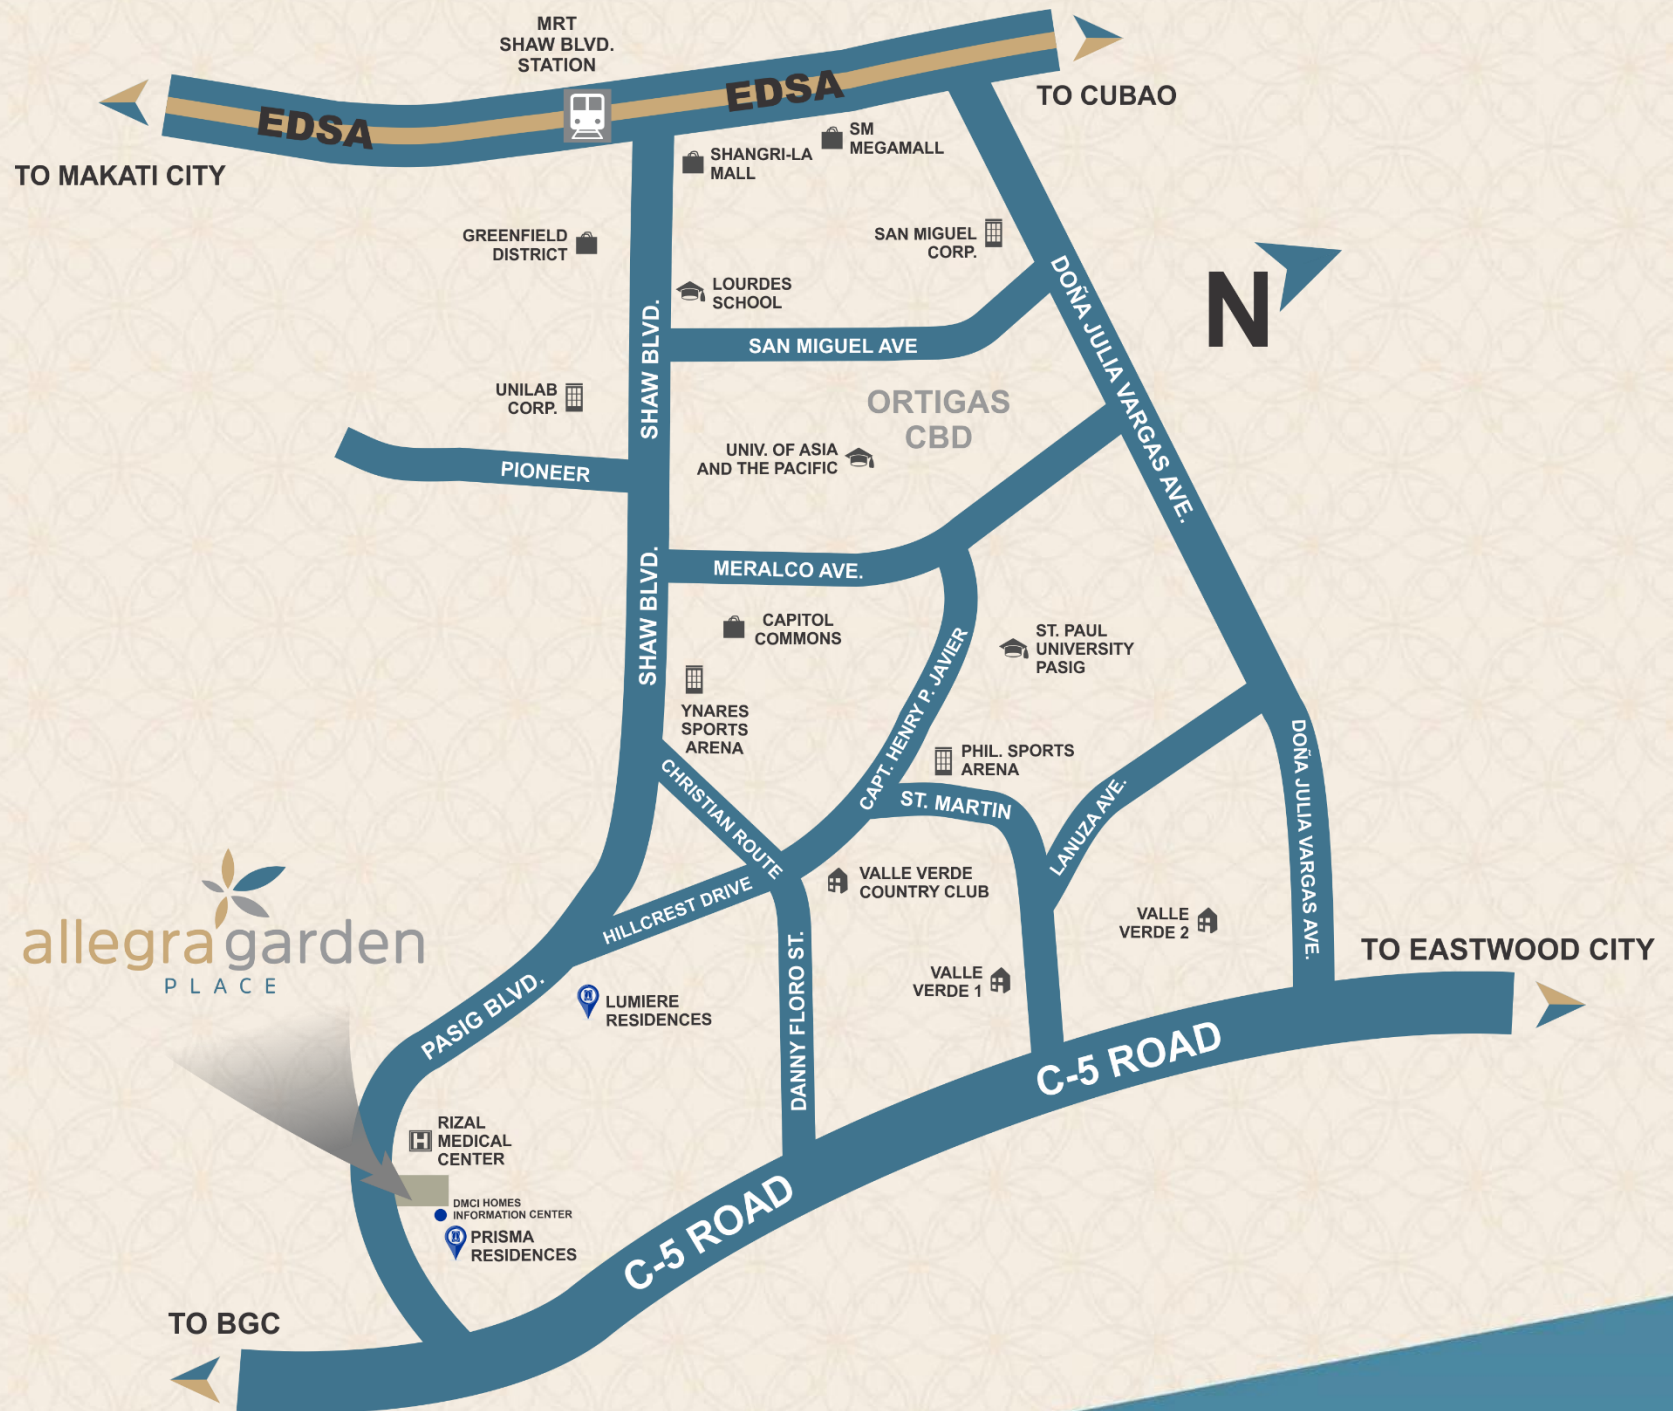 MRT
SHAW BLVD.
STATION
EDSA
EDSA
TO CUBAO
TO MAKATI CITY
SM
MEGAMALL
SHANGRI-LA
MALL
GREENFIELD
DISTRICT
SAN MIGUEL
CORP.
LOURDES
SCHOOL
N
SHAW BLVD.
SAN MIGUEL AVE
DOÑA JULIA VARGAS AVE.
UNILAB
CORP.
ORTIGAS
CBD
UNIV. OF ASIA
AND THE PACIFIC
PIONEER
SHAW BLVD.
MERALCO AVE.
CAPITOL
COMMONS
CAPT. HENRY P. JAVIER
ST. PAUL
UNIVERSITY
PASIG
YNARES
SPORTS
ARENA
PHIL. SPORTS
ARENA
CHRISTIAN ROUTE
ST. MARTIN
LANUZA AVE.
DOÑA JULIA VARGAS AVE.
VALLE VERDE
COUNTRY CLUB
HILLCREST DRIVE
VALLE
VERDE 2
allegra garden
PLACE
TO EASTWOOD CITY
VALLE
VERDE 1
PASIG BLVD.
LUMIERE
RESIDENCES
DANNY FLORO ST.
C-5 ROAD
RIZAL
MEDICAL
CENTER
DMCI HOMES
INFORMATION CENTER
PRISMA
RESIDENCES
C-5 ROAD
TO BGC